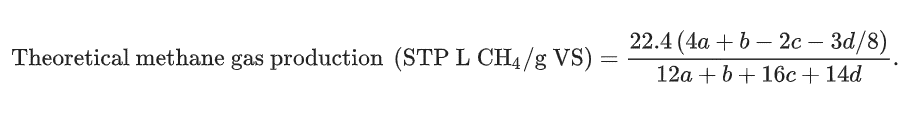 Theoretical methane gas production (STP L CH₄/g VS) = 22.4 (4a + b − 2c − 3d/8) / 12a + b + 16c + 14d .